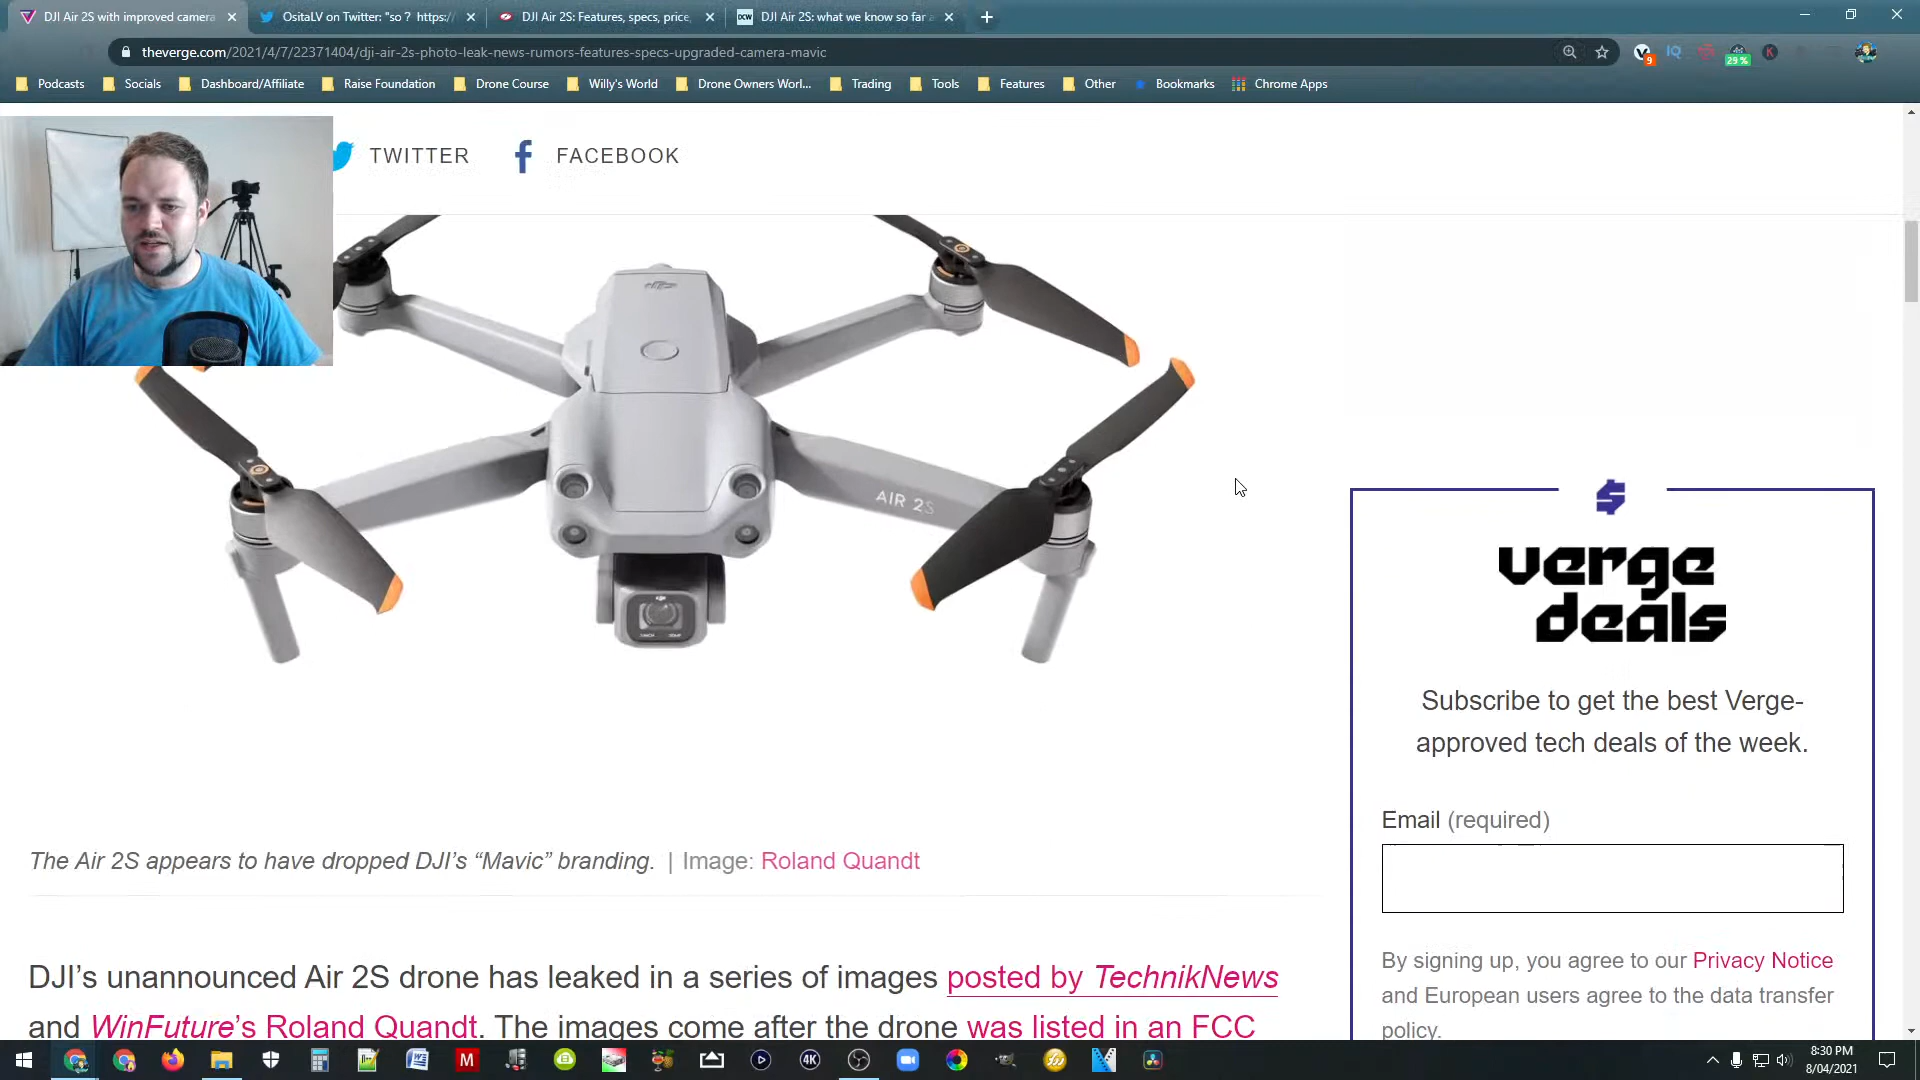 DJI Air 2S with improved camera
OsitaLV on Twitter: "so ? https:/
DJI Air 2S: Features, specs, price,
DCW DJI Air 2S: what we know so far
theverge.com/2021/4/7/22371404/dji-air-2s-photo-leak-news-rumors-features-specs-upgraded-camera-mavic
IQ
9
29 %
K
Podcasts Socials Dashboard/Affiliate Raise Foundation Drone Course Willy's World Drone Owners Worl... Trading Tools Features Other Bookmarks Chrome Apps
TWITTER FACEBOOK
AIR 2S
verge
deals
Subscribe to get the best Verge-
approved tech deals of the week.
Email (required)
The Air 2S appears to have dropped DJI's “Mavic” branding. | Image: Roland Quandt
DJI's unannounced Air 2S drone has leaked in a series of images posted by TechnikNews
and WinFuture's Roland Quandt. The images come after the drone was listed in an FCC
By signing up, you agree to our Privacy Notice
and European users agree to the data transfer
policy.
4K
8:30 PM
8/04/2021